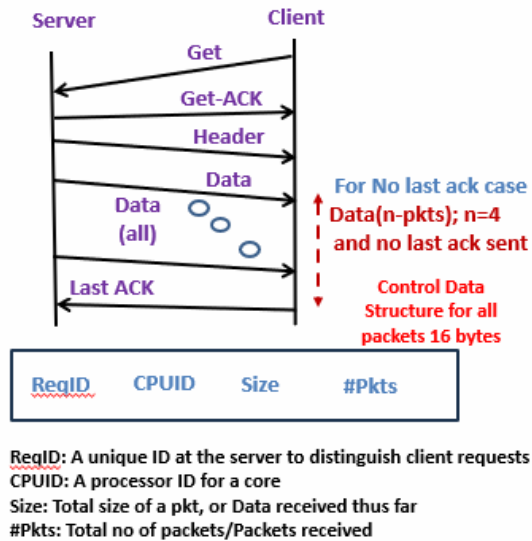 Server
Client
Get
Get-ACK
Header
Data
Data
(all)
For No last ack case
Data(n-pkts); n=4
and no last ack sent
Last ACK
Control Data
Structure for all
packets 16 bytes
ReqID CPUID Size #Pkts
ReqID: A unique ID at the server to distinguish client requests
CPUID: A processor ID for a core
Size: Total size of a pkt, or Data received thus far
#Pkts: Total no of packets/Packets received